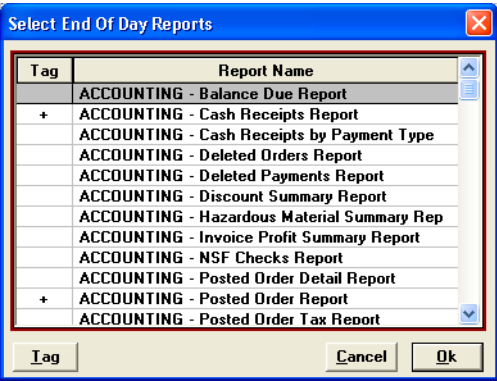 Select End Of Day Reports
Tag Report Name
ACCOUNTING - Balance Due Report
+ ACCOUNTING - Cash Receipts Report
ACCOUNTING - Cash Receipts by Payment Type
ACCOUNTING - Deleted Orders Report
ACCOUNTING - Deleted Payments Report
ACCOUNTING - Discount Summary Report
ACCOUNTING - Hazardous Material Summary Rep
ACCOUNTING - Invoice Profit Summary Report
ACCOUNTING - NSF Checks Report
ACCOUNTING - Posted Order Detail Report
+ ACCOUNTING - Posted Order Report
ACCOUNTING - Posted Order Tax Report
Tag Cancel Ok